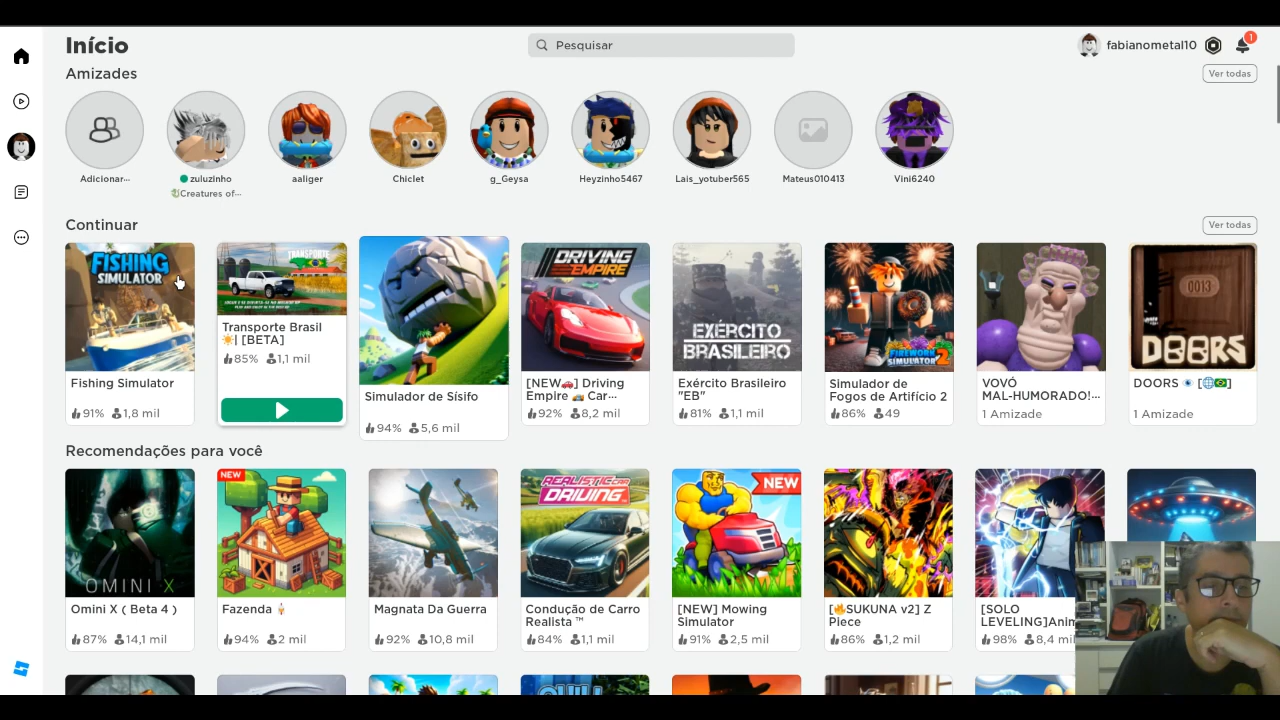 Início
Pesquisar
fabianometal10
1
Amizades
Ver todas
Adicionar...
zuluzinho
Creatures of...
aaliger
Chiclet
g_Geysa
Heyzinho5467
Lais_yotuber565
Mateus010413
Vini6240
Continuar
Ver todas
FISHING
SIMULATOR
Fishing Simulator
91% 1,8 mil
TRANSPORTE
Transporte Brasil
☀️| [BETA]
85% 1,1 mil
Simulador de Sísifo
94% 5,6 mil
DRIVING
EMPIRE
[NEW🚗] Driving
Empire 🚕 Car...
92% 8,2 mil
EXÉRCITO
BRASILEIRO
Exército Brasileiro
"EB"
81% 1,1 mil
FIREWORK
SIMULATOR 2
Simulador de
Fogos de Artifício 2
86% 49
VOVÓ
MAL-HUMORADO!...
1 Amizade
0013
DOORS
DOORS 👁️ [🌐🇧🇷]
1 Amizade
Recomendações para você
OMINI X
Omini X ( Beta 4 )
87% 14,1 mil
NEW
Fazenda
94% 2 mil
Magnata Da Guerra
92% 10,8 mil
REALISTIC CAR
DRIVING
Condução de Carro
Realista ™
84% 1,1 mil
NEW
[NEW] Mowing
Simulator
91% 2,5 mil
[🔥SUKUNA v2] Z
Piece
86% 1,2 mil
[SOLO
LEVELING]Anim
98% 8,4 mil